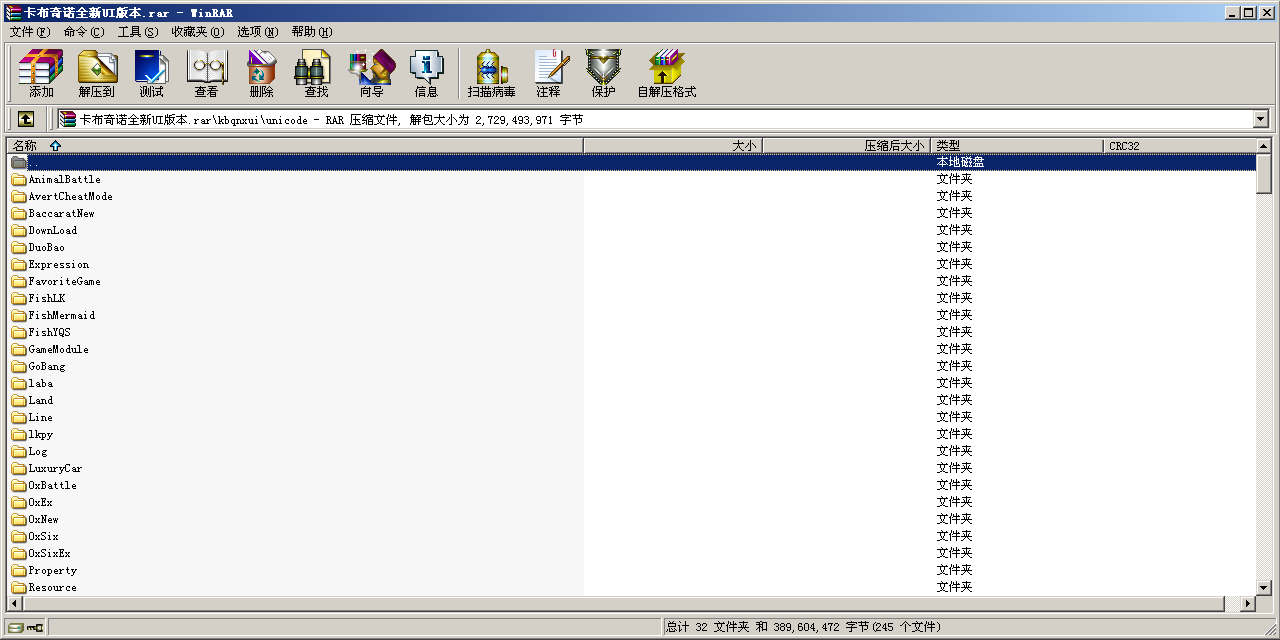 卡布奇诺全新UI版本.rar - WinRAR
文件(F) 命令(C) 工具(S) 收藏夹(O) 选项(N) 帮助(H)
添加 解压到 测试 查看 删除 查找 向导 信息 扫描病毒 注释 保护 自解压格式
卡布奇诺全新UI版本.rar\kbqnxui\unicode - RAR 压缩文件, 解包大小为 2,729,493,971 字节
名称 大小 压缩后大小 类型 CRC32
.. 本地磁盘
AnimalBattle 文件夹
AvertCheatMode 文件夹
BaccaratNew 文件夹
DownLoad 文件夹
DuoBao 文件夹
Expression 文件夹
FavoriteGame 文件夹
FishLK 文件夹
FishMermaid 文件夹
FishYQS 文件夹
GameModule 文件夹
GoBang 文件夹
laba 文件夹
Land 文件夹
Line 文件夹
lkpy 文件夹
Log 文件夹
LuxuryCar 文件夹
OxBattle 文件夹
OxEx 文件夹
OxNew 文件夹
OxSix 文件夹
OxSixEx 文件夹
Property 文件夹
Resource 文件夹
总计 32 文件夹 和 389,604,472 字节(245 个文件)